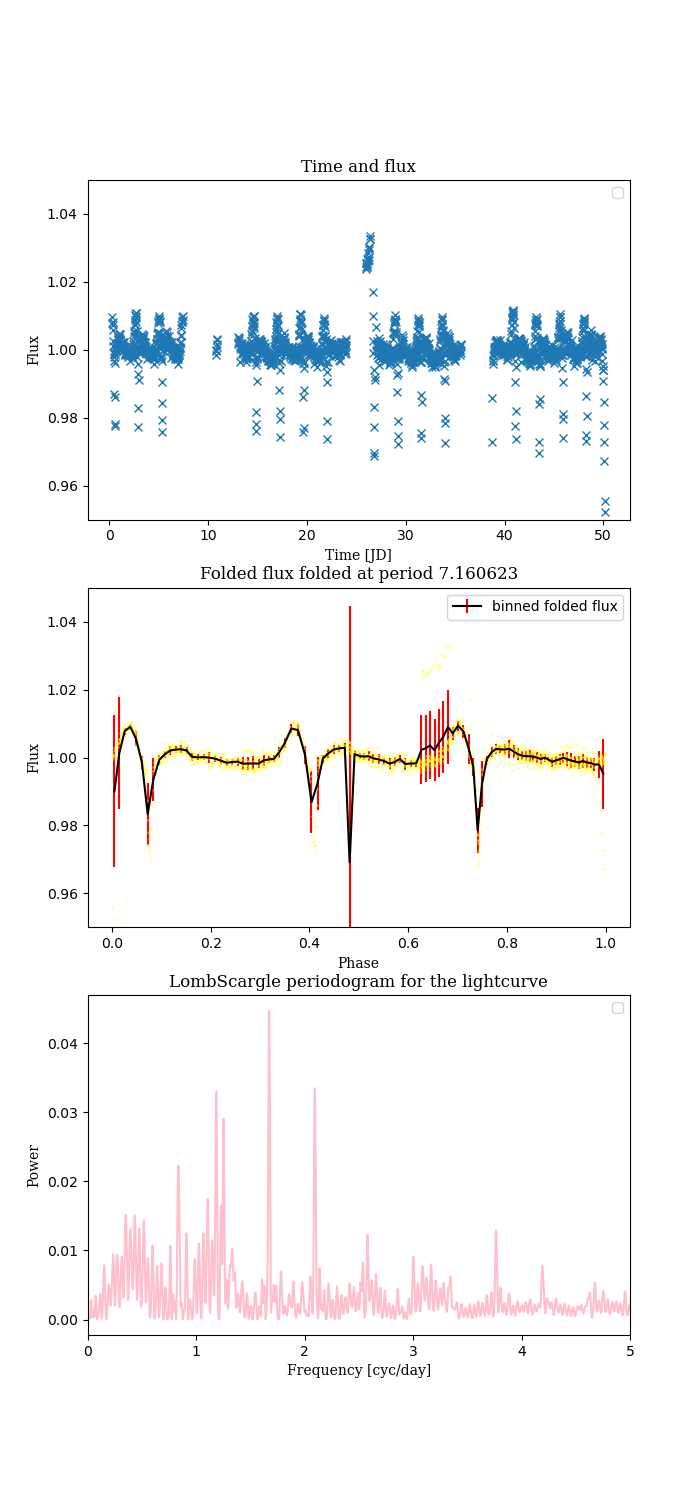 Time and flux
1.04
1.02
1.00
0.98
0.96
Flux
0 10 20 30 40 50
Time [JD]
Folded flux folded at period 7.160623
binned folded flux
1.04
1.02
1.00
0.98
0.96
Flux
0.0 0.2 0.4 0.6 0.8 1.0
Phase
LombScargle periodogram for the lightcurve
0.04
0.03
0.02
0.01
0.00
Power
0 1 2 3 4 5
Frequency [cyc/day]